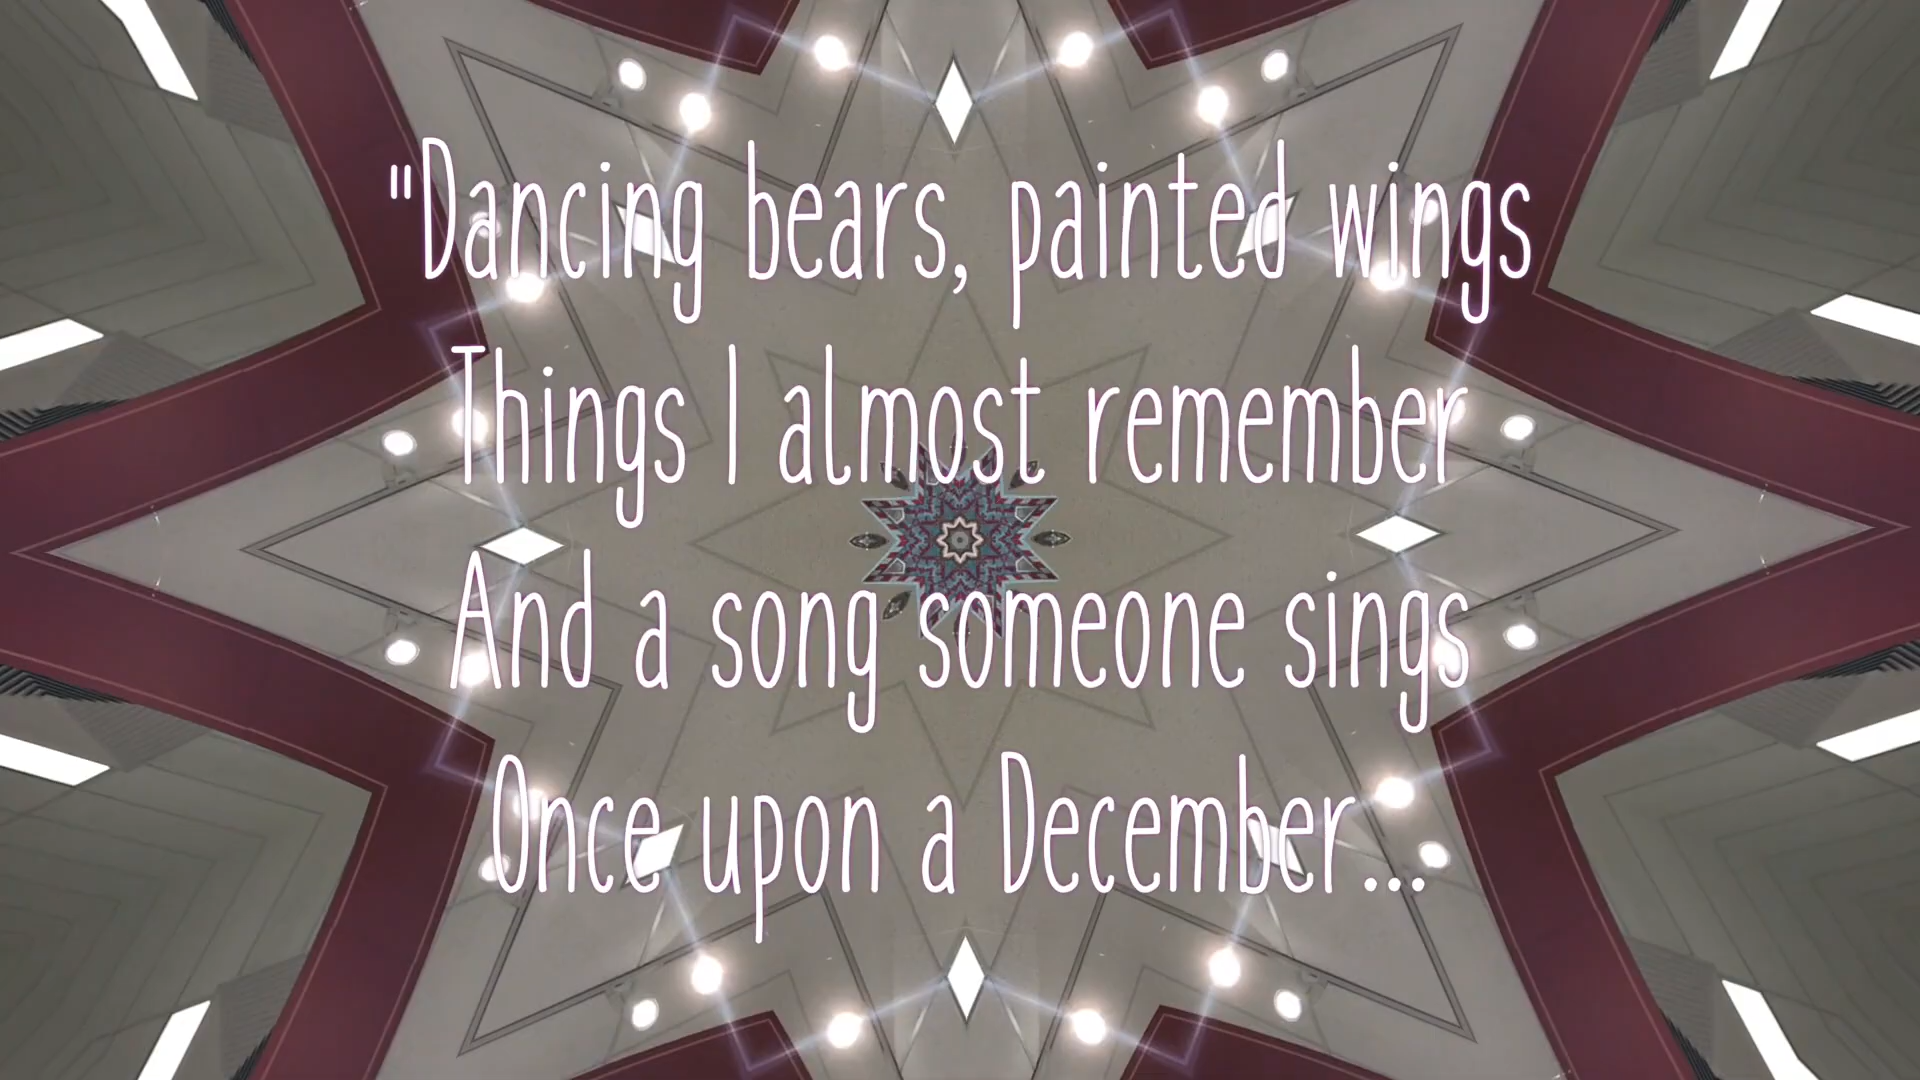 "Dancing bears, painted wings
Things I almost remember
And a song someone sings
Once upon a December...